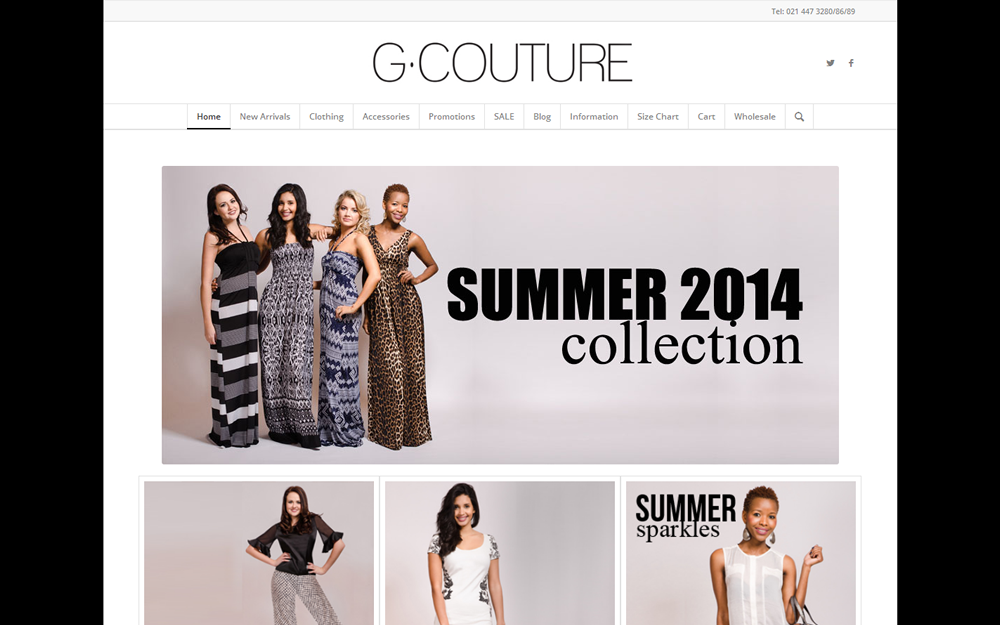 Tel: 021 447 3280/86/89
G·COUTURE
Home New Arrivals Clothing Accessories Promotions SALE Blog Information Size Chart Cart Wholesale
SUMMER 2014
collection
SUMMER
sparkles